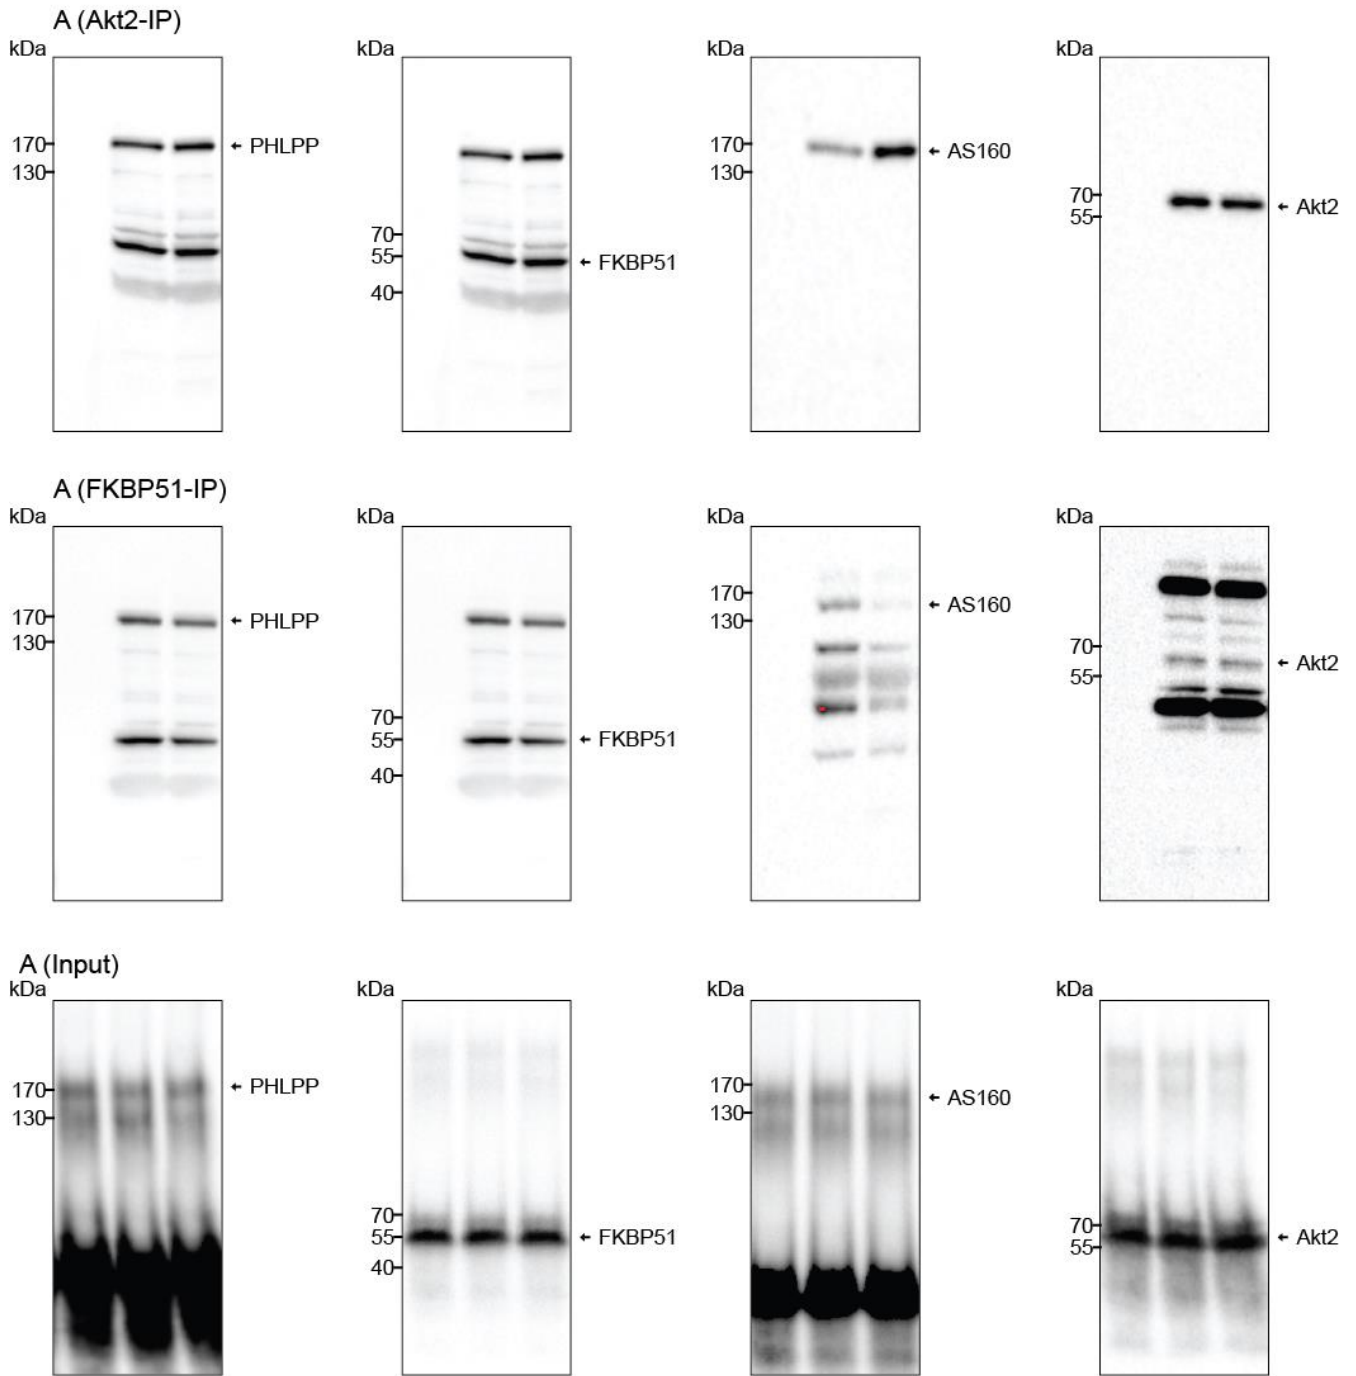 A (Akt2-IP)
kDa kDa kDa kDa
170 PHLPP
130
70
55 FKBP51
40
170 AS160
130
70
55 Akt2
A (FKBP51-IP)
kDa kDa kDa kDa
170 PHLPP
130
70
55 FKBP51
40
170 AS160
130
70 Akt2
55
A (Input)
kDa kDa kDa kDa
170 PHLPP
130
70
55 FKBP51
40
170 AS160
130
70 Akt2
55